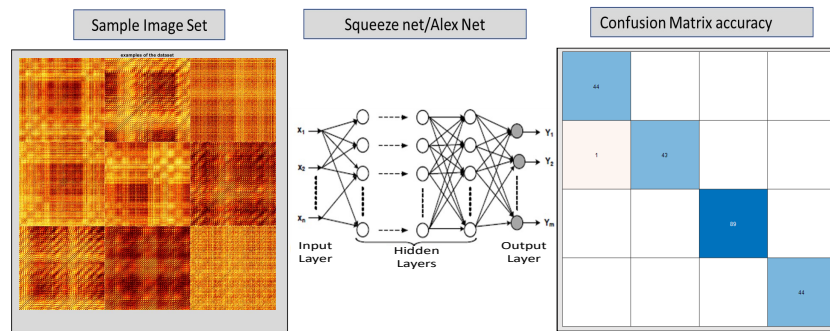 Sample Image Set
Squeeze net/Alex Net
Confusion Matrix accuracy
examples of the dataset
X1
X2
Xn
Input
Layer
Hidden
Layers
Output
Layer
Y1
Y2
Ym
44
1
43
89
44